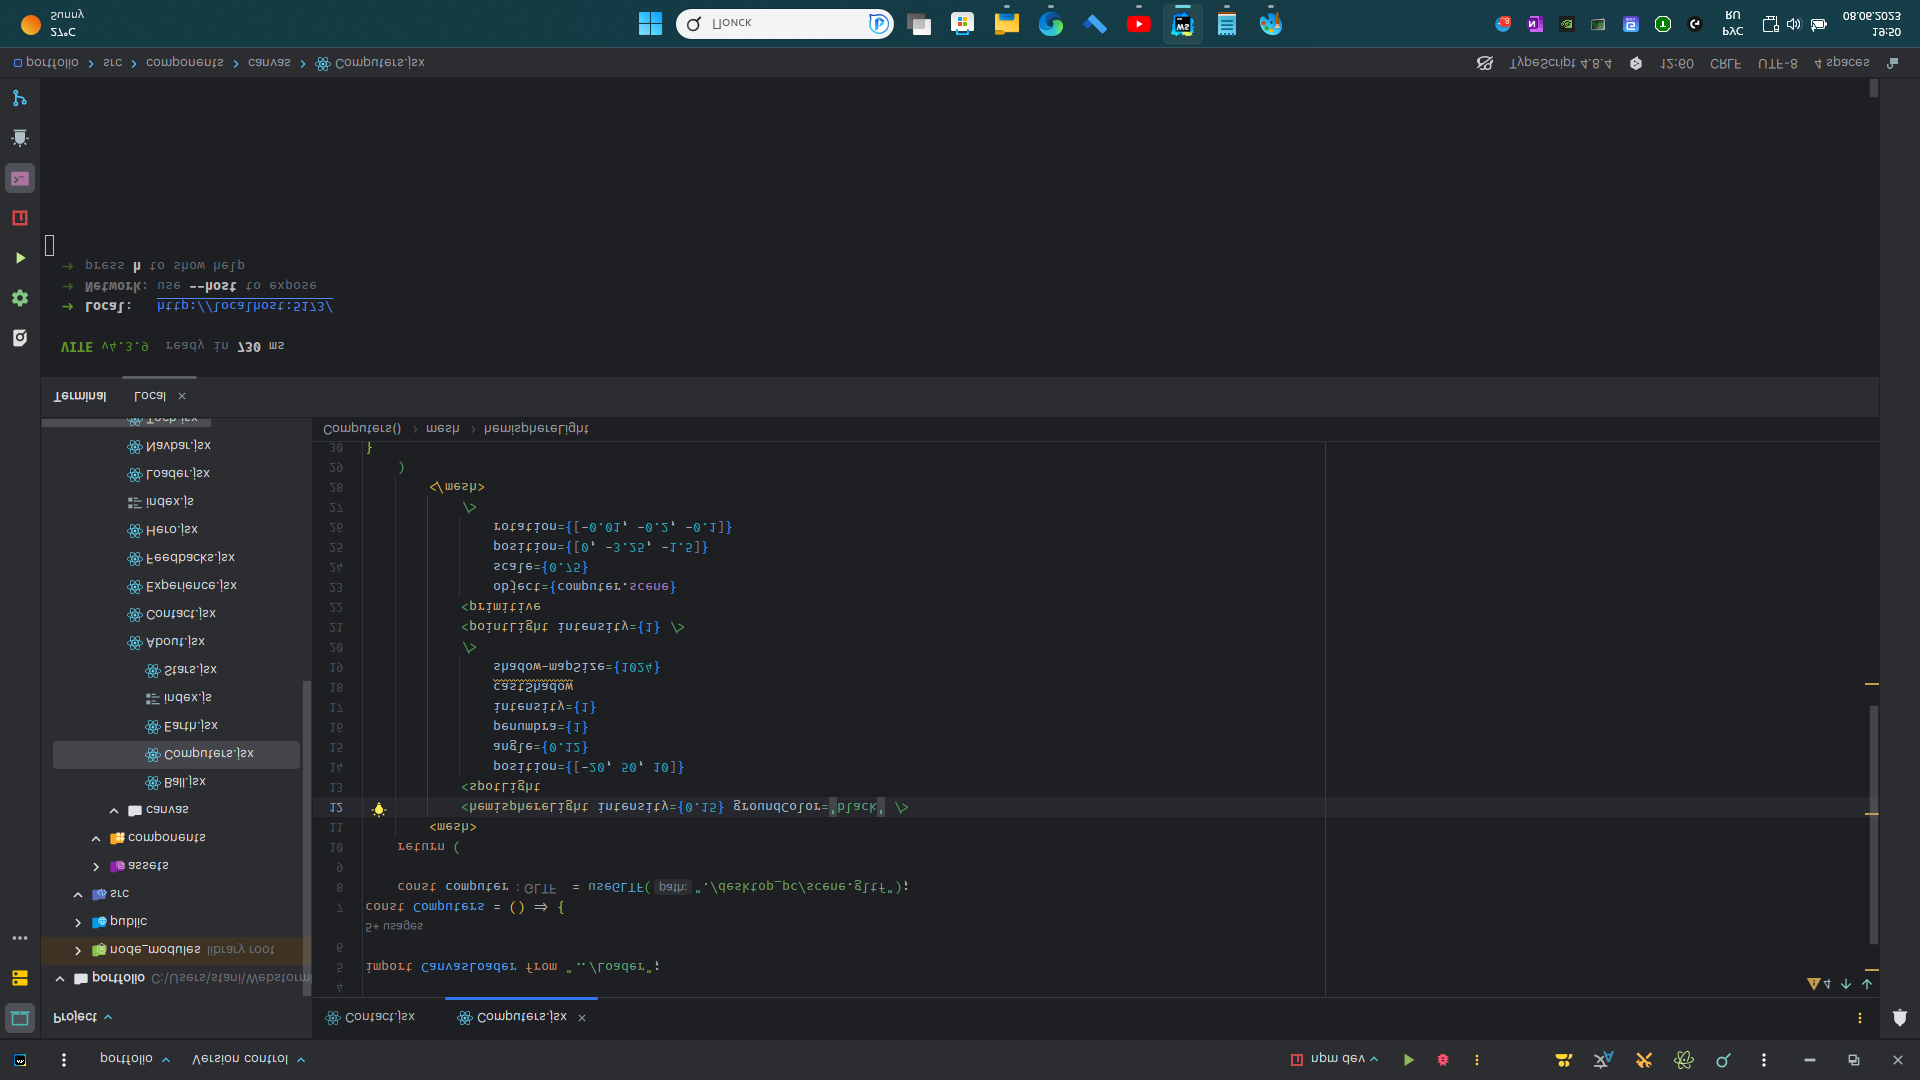 portfolio
Version control
npm dev
Project
Contact.jsx
Computers.jsx
portfolio C:\Users\stani\Webstorm
node_modules library root
public
src
assets
components
canvas
Ball.jsx
Computers.jsx
Earth.jsx
index.js
Stars.jsx
About.jsx
Contact.jsx
Experience.jsx
Feedbacks.jsx
Hero.jsx
index.js
Loader.jsx
Navbar.jsx
Tech.jsx
4
4
5 import CanvasLoader from "../Loader";
6
5+ usages
7 const Computers = () => {
8 const computer : GLTF = useGLTF( path: "./desktop_pc/scene.gltf");
9
10 return (
11 <mesh>
12 <hemisphereLight intensity={0.15} groundColor='black' />
13 <spotLight
14 position={[-20, 50, 10]}
15 angle={0.12}
16 penumbra={1}
17 intensity={1}
18 castShadow
19 shadow-mapSize={1024}
20 />
21 <pointLight intensity={1} />
22 <primitive
23 object={computer.scene}
24 scale={0.75}
25 position={[0, -3.25, -1.5]}
26 rotation={[-0.01, -0.2, -0.1]}
27 />
28 </mesh>
29 )
30 }
Computers() › mesh › hemisphereLight
Terminal
Local
VITE v4.3.9 ready in 730 ms
➜ Local: http://localhost:5173/
➜ Network: use --host to expose
➜ press h to show help
portfolio › src › components › canvas › Computers.jsx
TypeScript 4.8.4
12:60
CRLF
UTF-8
4 spaces
27°C
Sunny
Поиск
РУС
RU
19:50
08.06.2023